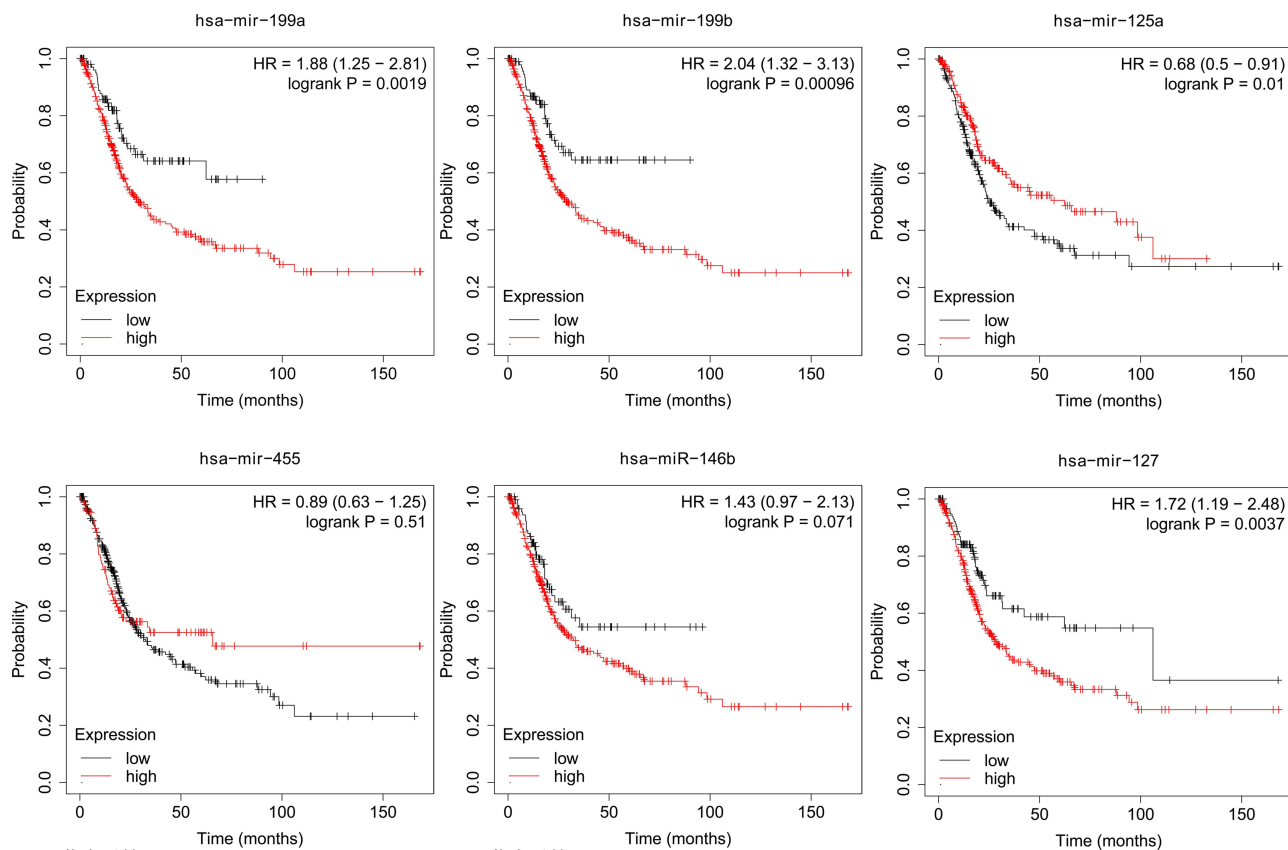 hsa−mir−199a
HR = 1.88 (1.25 − 2.81)
logrank P = 0.0019
Probability
0.0 0.2 0.4 0.6 0.8 1.0
Expression
low
high
0 50 100 150
Time (months)
hsa−mir−199b
HR = 2.04 (1.32 − 3.13)
logrank P = 0.00096
Probability
0.0 0.2 0.4 0.6 0.8 1.0
Expression
low
high
0 50 100 150
Time (months)
hsa−mir−125a
HR = 0.68 (0.5 − 0.91)
logrank P = 0.01
Probability
0.0 0.2 0.4 0.6 0.8 1.0
Expression
low
high
0 50 100 150
Time (months)
hsa−mir−455
HR = 0.89 (0.63 − 1.25)
logrank P = 0.51
Probability
0.0 0.2 0.4 0.6 0.8 1.0
Expression
low
high
0 50 100 150
Time (months)
hsa−miR−146b
HR = 1.43 (0.97 − 2.13)
logrank P = 0.071
Probability
0.0 0.2 0.4 0.6 0.8 1.0
Expression
low
high
0 50 100 150
Time (months)
hsa−mir−127
HR = 1.72 (1.19 − 2.48)
logrank P = 0.0037
Probability
0.0 0.2 0.4 0.6 0.8 1.0
Expression
low
high
0 50 100 150
Time (months)